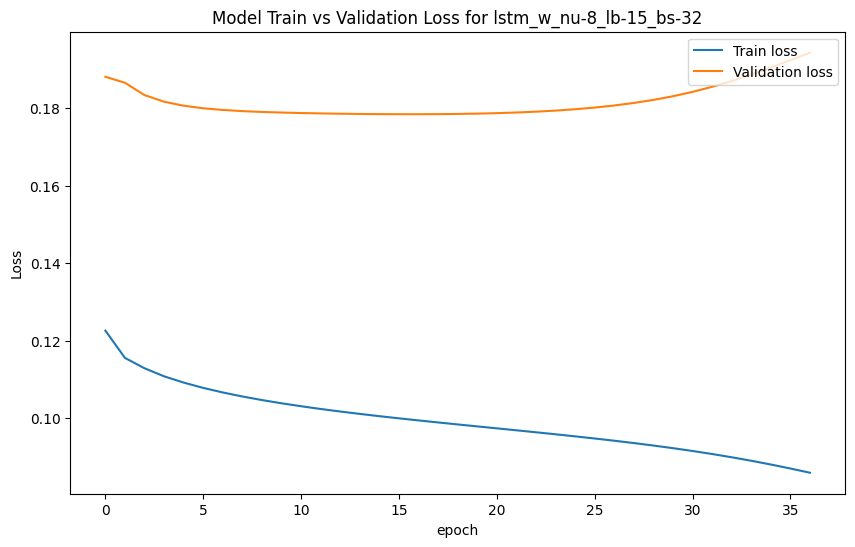 Model Train vs Validation Loss for lstm_w_nu-8_lb-15_bs-32
Train loss
Validation loss
0.18
0.16
0.14
0.12
0.10
Loss
0
5
10
15
20
25
30
35
epoch